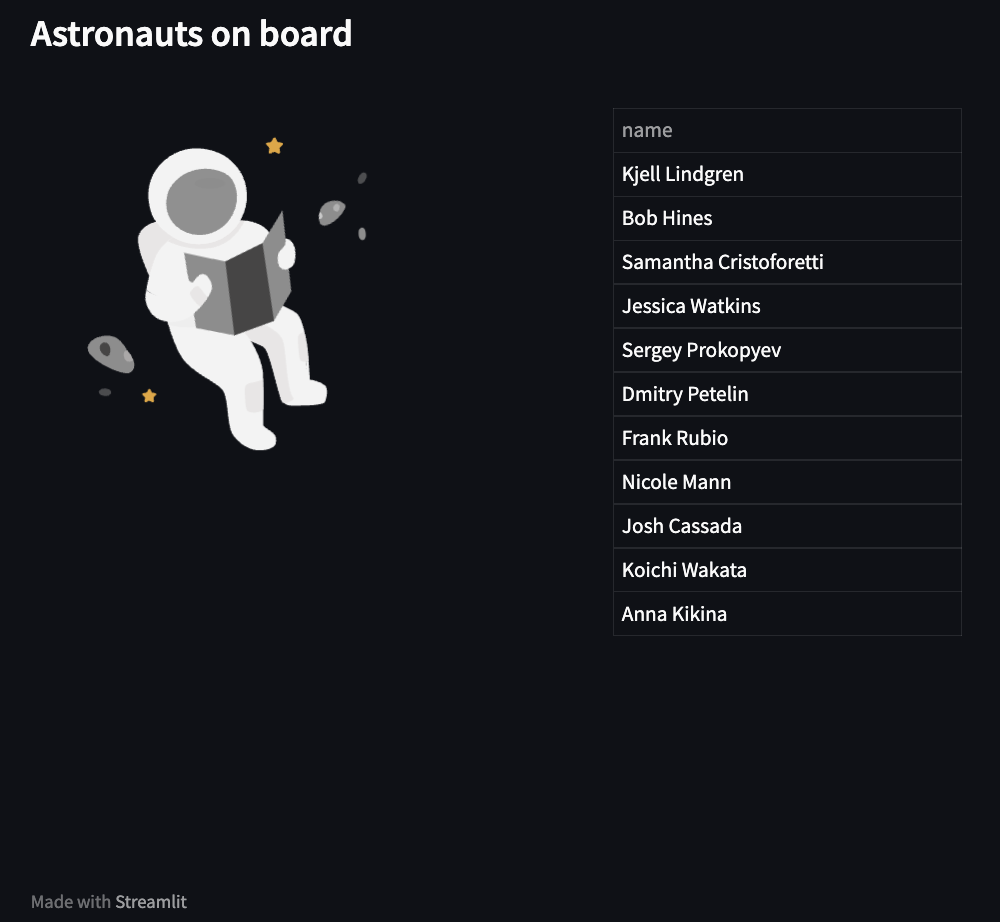 Astronauts on board
name
Kjell Lindgren
Bob Hines
Samantha Cristoforetti
Jessica Watkins
Sergey Prokopyev
Dmitry Petelin
Frank Rubio
Nicole Mann
Josh Cassada
Koichi Wakata
Anna Kikina
Made with Streamlit